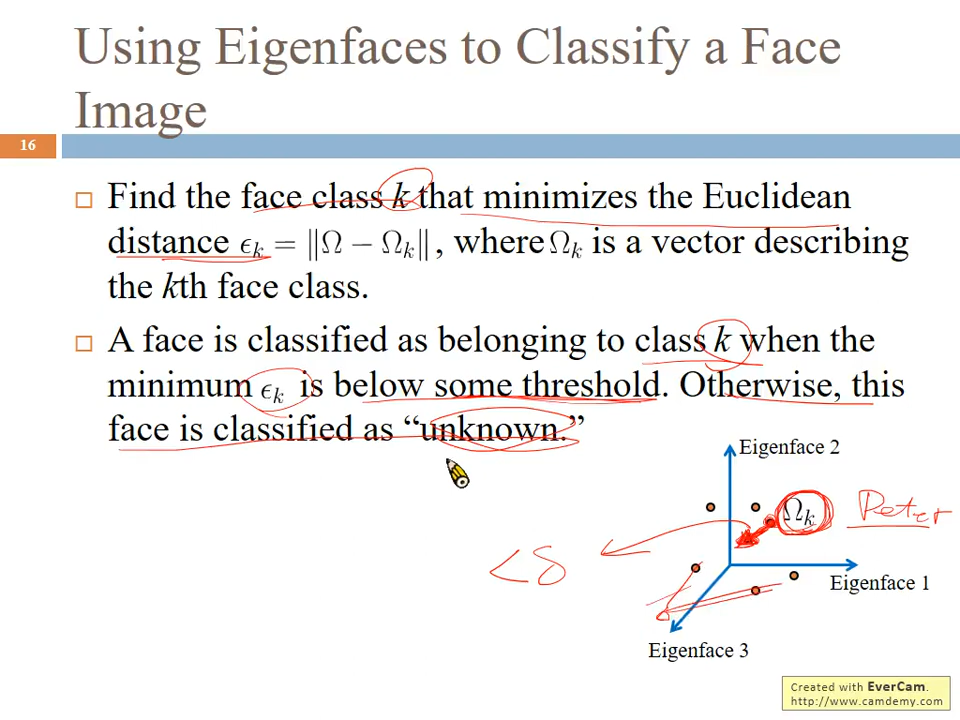 Using Eigenfaces to Classify a Face
Image
16
Find the face class k that minimizes the Euclidean
distance ϵₖ = ‖Ω − Ωₖ‖, where Ωₖ is a vector describing
the kth face class.
A face is classified as belonging to class k when the
minimum ϵₖ is below some threshold. Otherwise, this
face is classified as “unknown.”
Eigenface 2
Ωₖ Peter
< δ
Eigenface 1
Eigenface 3
Created with EverCam.
http://www.camdemy.com